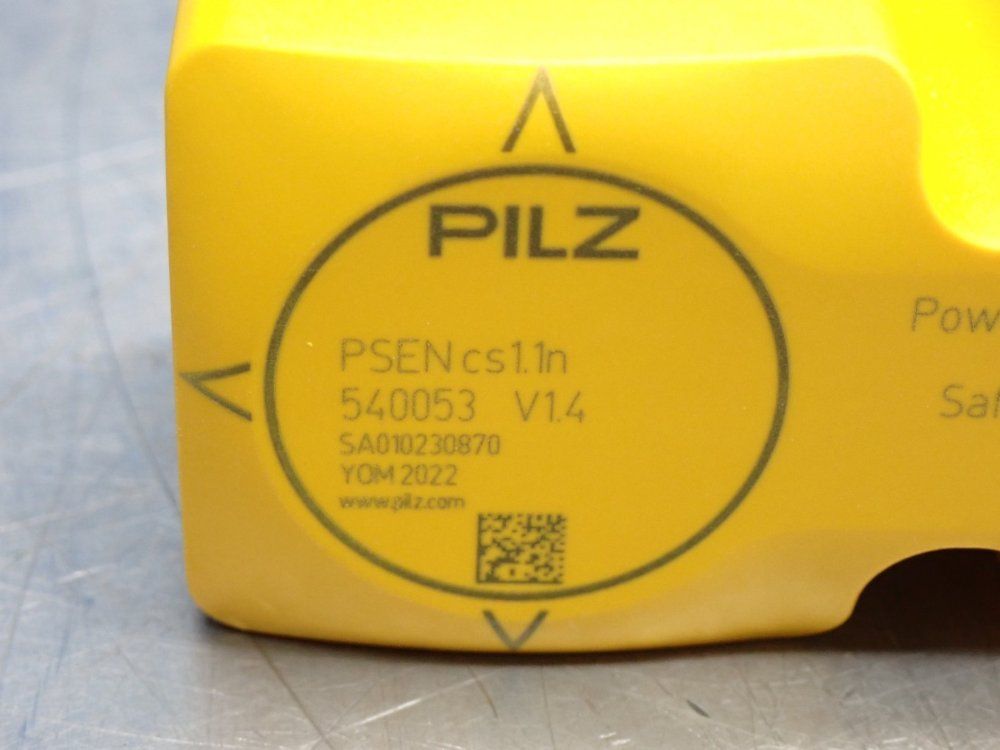 PILZ
PSEN cs1.1n
540053 V1.4
SA010230870
YOM 2022
www.pilz.com